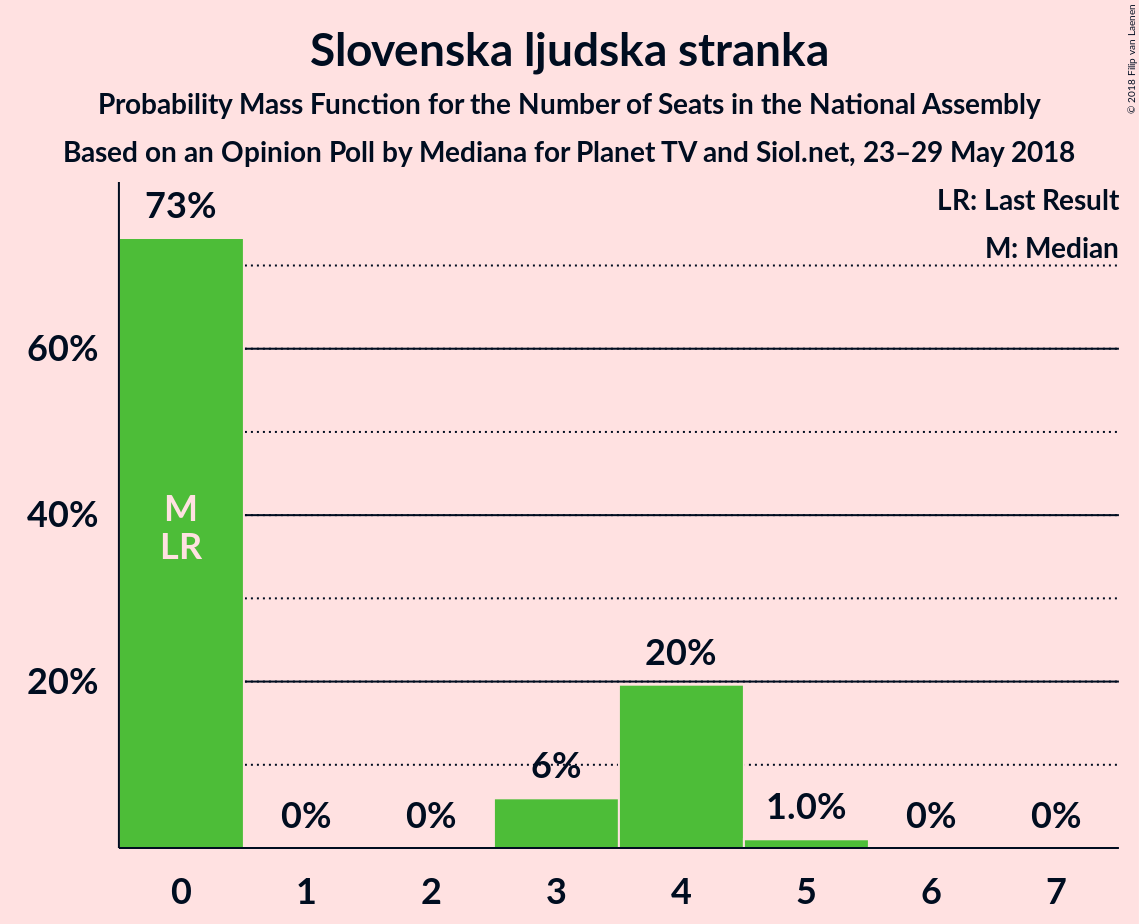 Slovenska ljudska stranka
Probability Mass Function for the Number of Seats in the National Assembly
Based on an Opinion Poll by Mediana for Planet TV and Siol.net, 23–29 May 2018
© 2018 Filip van Laenen
LR: Last Result
M: Median
73%
60%
40%
20%
M
LR
0%
0%
6%
20%
1.0%
0%
0%
0 1 2 3 4 5 6 7